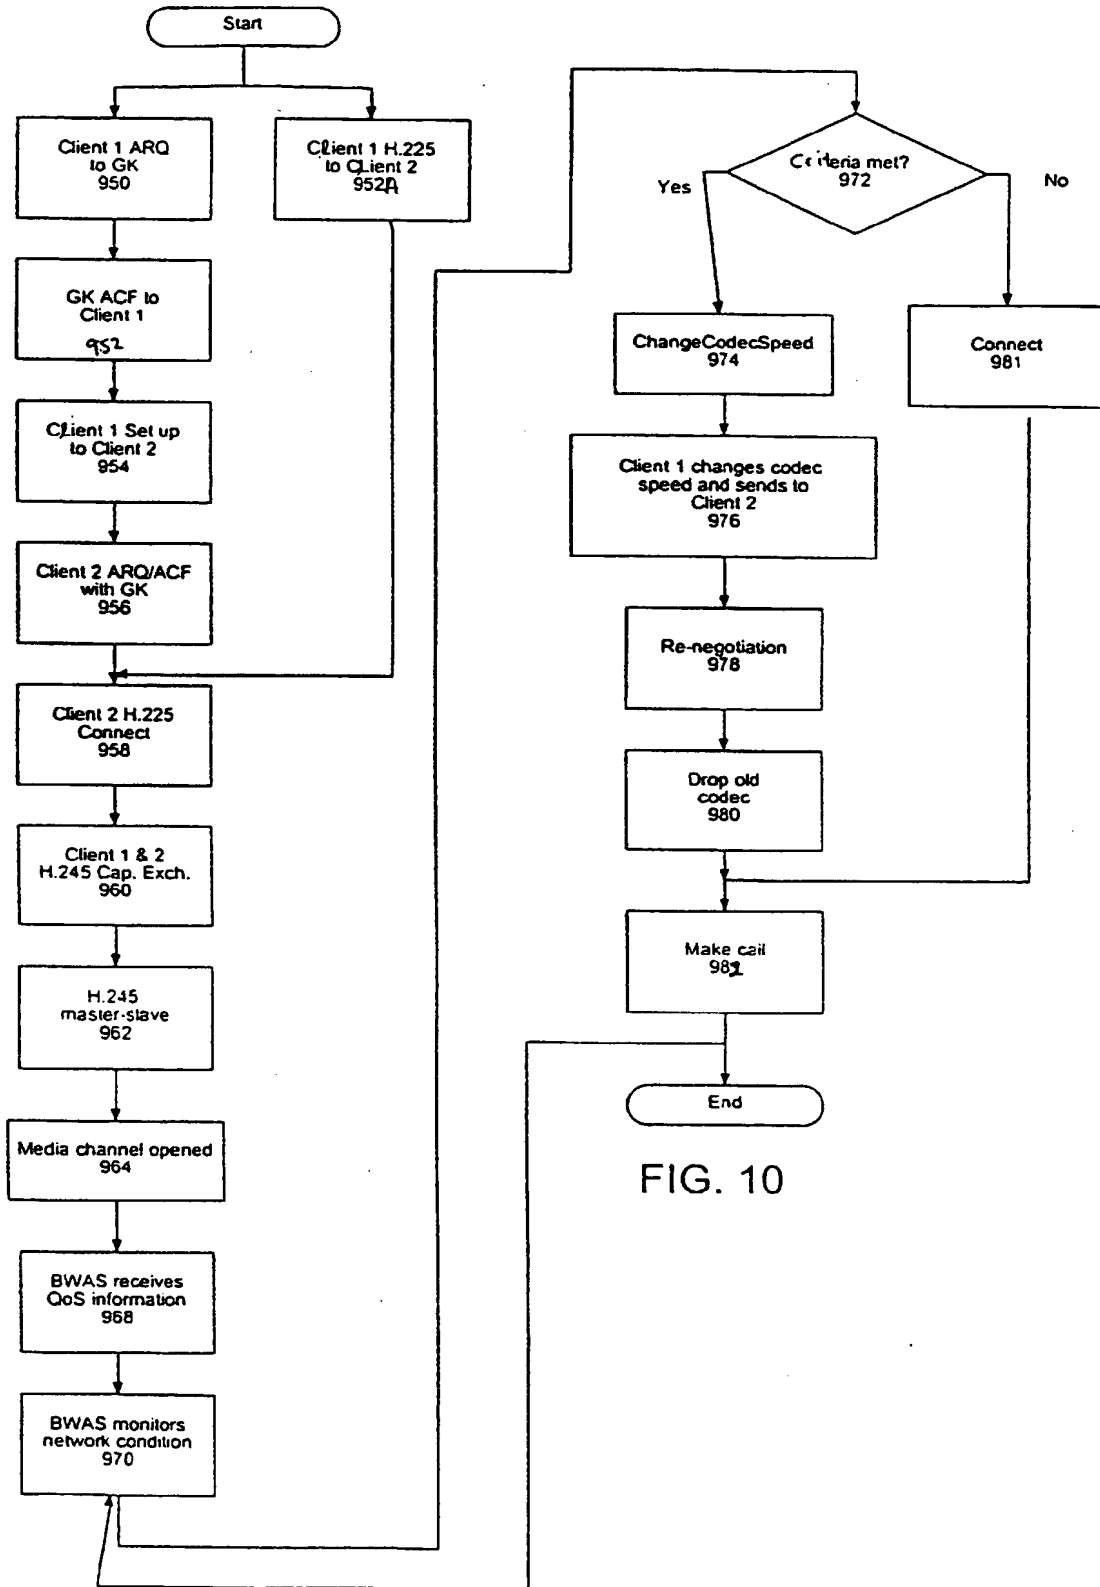 Start
Client 1 ARQ
to GK
950
Client 1 H.225
to Client 2
952A
GK ACF to
Client 1
952
Client 1 Set up
to Client 2
954
Client 2 ARQ/ACF
with GK
956
Client 2 H.225
Connect
958
Client 1 & 2
H.245 Cap. Exch.
960
H.245
master-slave
962
Media channel opened
964
BWAS receives
QoS information
968
BWAS monitors
network condition
970
Criteria met?
972
Yes
No
ChangeCodecSpeed
974
Connect
981
Client 1 changes codec
speed and sends to
Client 2
976
Re-negotiation
978
Drop old
codec
980
Make call
982
End
FIG. 10